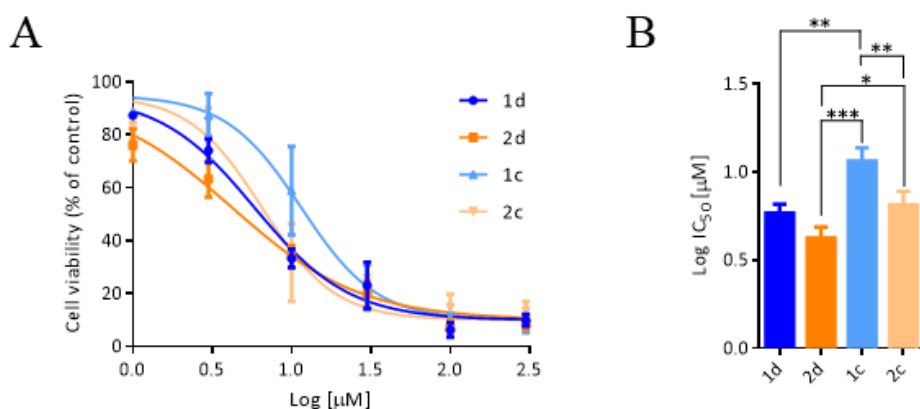 A
Cell viability (% of control)
100
80
60
40
20
0
0.0 0.5 1.0 1.5 2.0 2.5
Log [µM]
1d
2d
1c
2c
B
**
**
*
***
Log IC50 [µM]
1.5
1.0
0.5
0.0
1d 2d 1c 2c